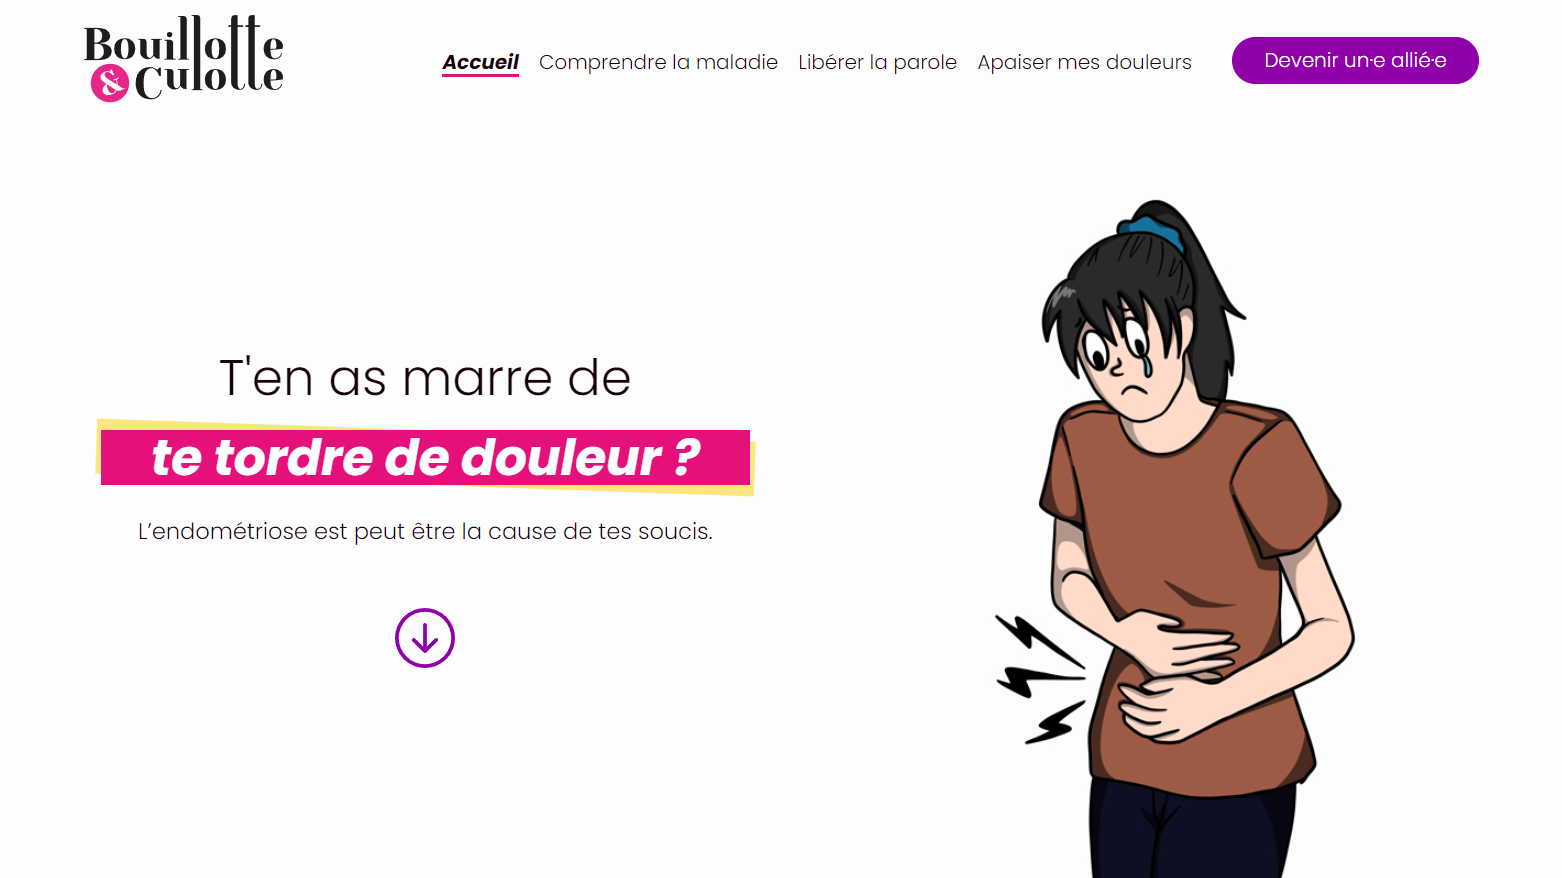 Bouillotte
& Culotte
Accueil
Comprendre la maladie
Libérer la parole
Apaiser mes douleurs
Devenir un·e allié·e
T'en as marre de
te tordre de douleur ?
L’endométriose est peut être la cause de tes soucis.